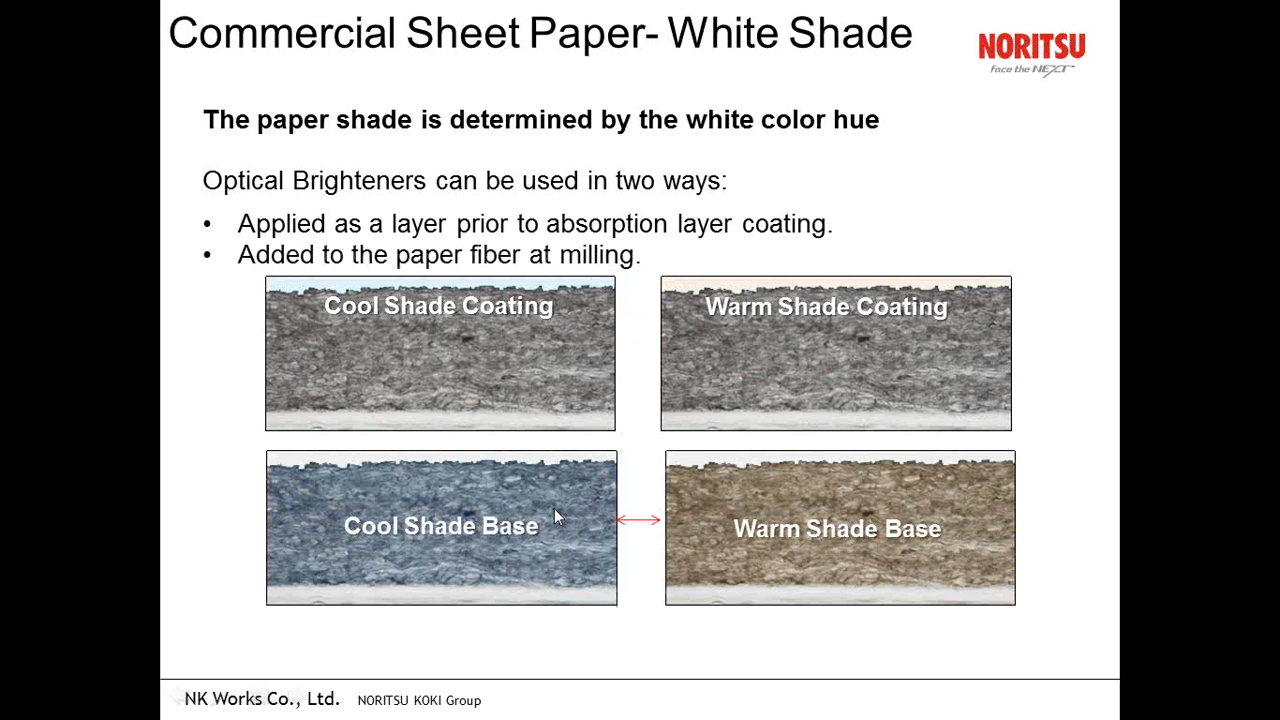 Commercial Sheet Paper- White Shade
NORITSU
face the NEXT
The paper shade is determined by the white color hue
Optical Brighteners can be used in two ways:
• Applied as a layer prior to absorption layer coating.
• Added to the paper fiber at milling.
Cool Shade Coating
Warm Shade Coating
Cool Shade Base
Warm Shade Base
NK Works Co., Ltd. NORITSU KOKI Group